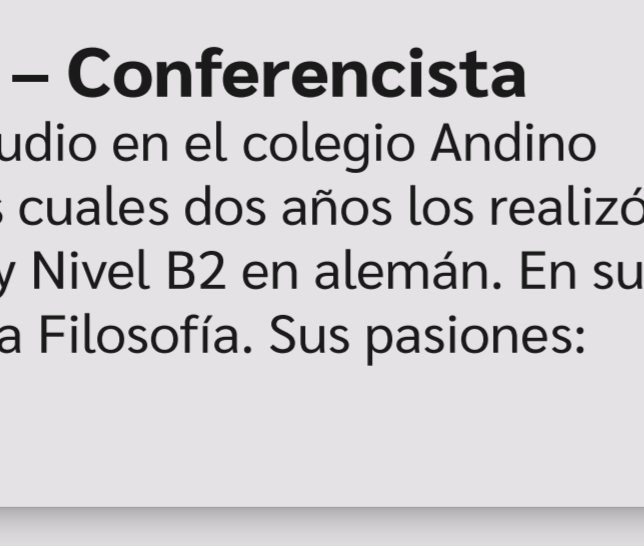 – Conferencista
udio en el colegio Andino
s cuales dos años los realizó
y Nivel B2 en alemán. En su
a Filosofía. Sus pasiones: